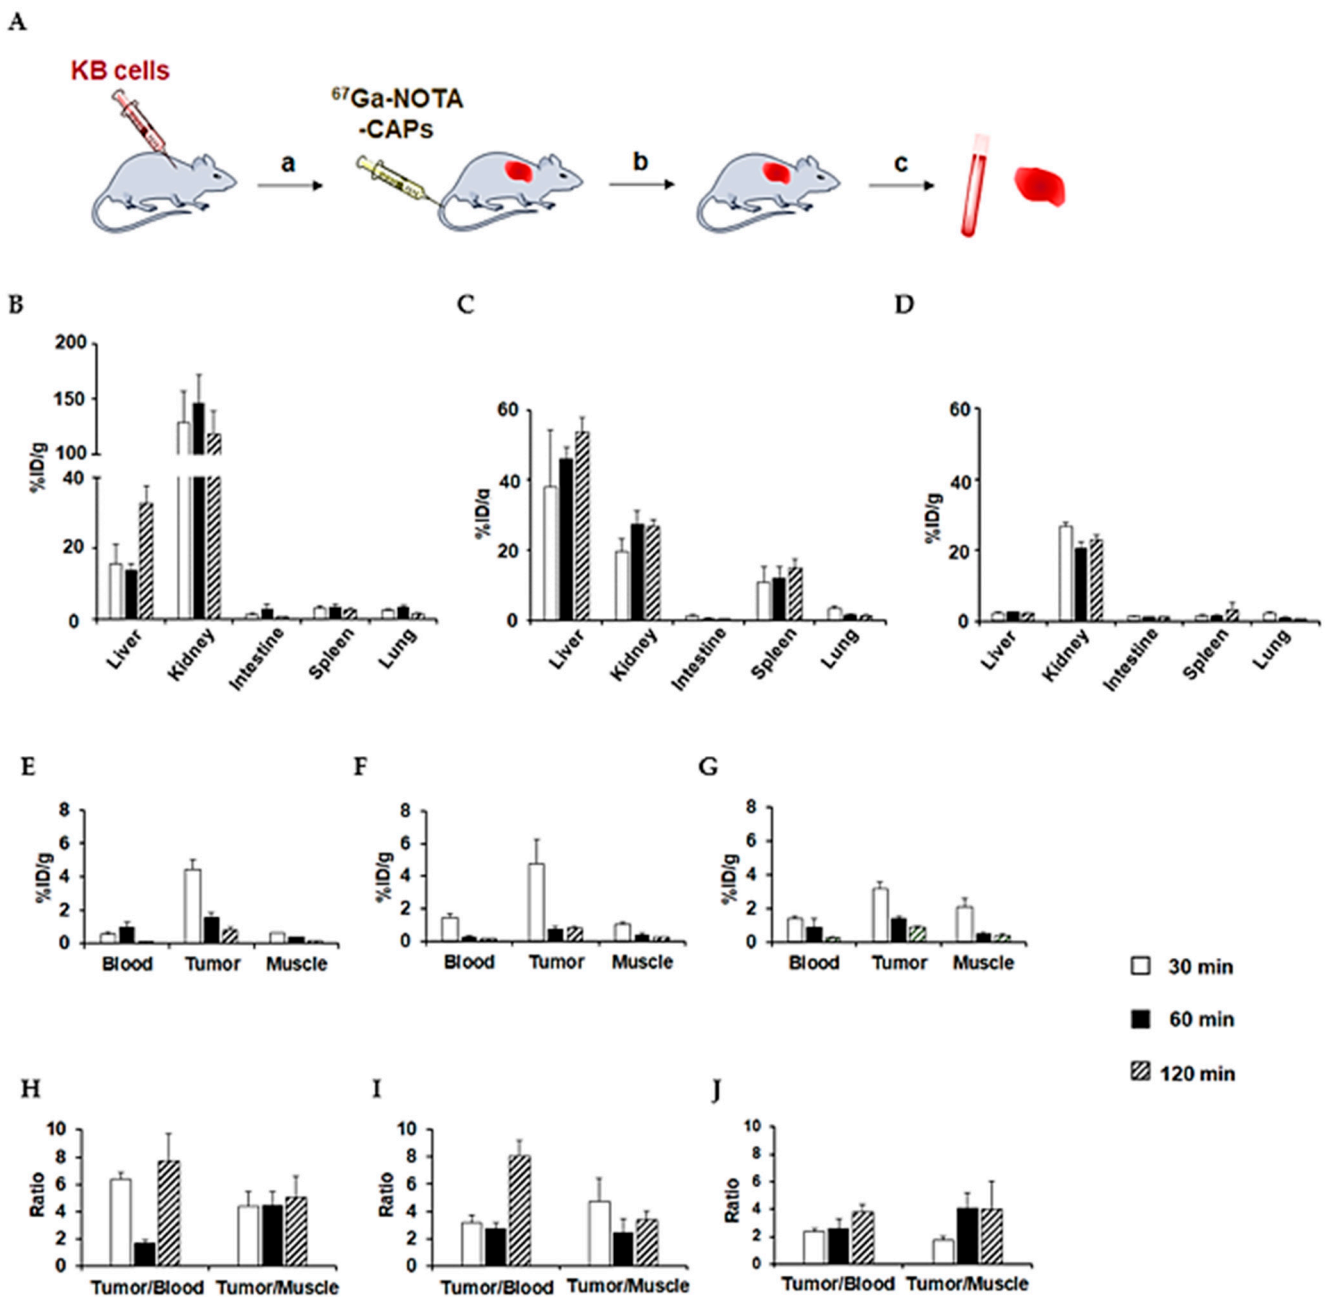 A
KB cells
67Ga-NOTA
-CAPs
a
b
c
B
C
D
200
150
100
40
20
0
%ID/g
Liver
Kidney
Intestine
Spleen
Lung
60
40
20
0
%ID/g
Liver
Kidney
Intestine
Spleen
Lung
60
40
20
0
%ID/g
Liver
Kidney
Intestine
Spleen
Lung
E
F
G
8
6
4
2
0
%ID/g
Blood
Tumor
Muscle
8
6
4
2
0
%ID/g
Blood
Tumor
Muscle
8
6
4
2
0
%ID/g
Blood
Tumor
Muscle
30 min
60 min
120 min
H
I
J
10
8
6
4
2
0
Ratio
Tumor/Blood
Tumor/Muscle
10
8
6
4
2
0
Ratio
Tumor/Blood
Tumor/Muscle
10
8
6
4
2
0
Ratio
Tumor/Blood
Tumor/Muscle